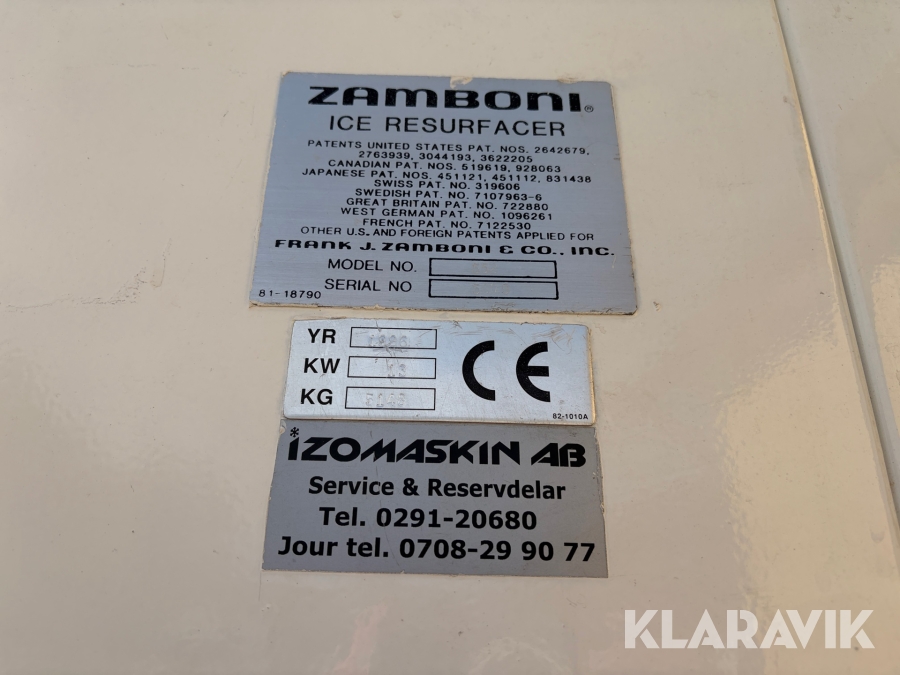 ZAMBONI®
ICE RESURFACER
PATENTS UNITED STATES PAT. NOS. 2642679,
2763939, 3044193, 3622205
CANADIAN PAT. NOS. 519619, 928063
JAPANESE PAT. NOS. 451121, 451112, 831438
SWISS PAT. NO. 319606
SWEDISH PAT. NO. 7107963-6
GREAT BRITAIN PAT. NO. 722880
WEST GERMAN PAT. NO. 1096261
FRENCH PAT. NO. 7122530
OTHER U.S. AND FOREIGN PATENTS APPLIED FOR
FRANK J. ZAMBONI & CO., INC.
MODEL NO.
SERIAL NO
81-18790
YR
KW
KG
CE
82-1010A
IZOMASKIN AB
Service & Reservdelar
Tel. 0291-20680
Jour tel. 0708-29 90 77
KLARAVIK